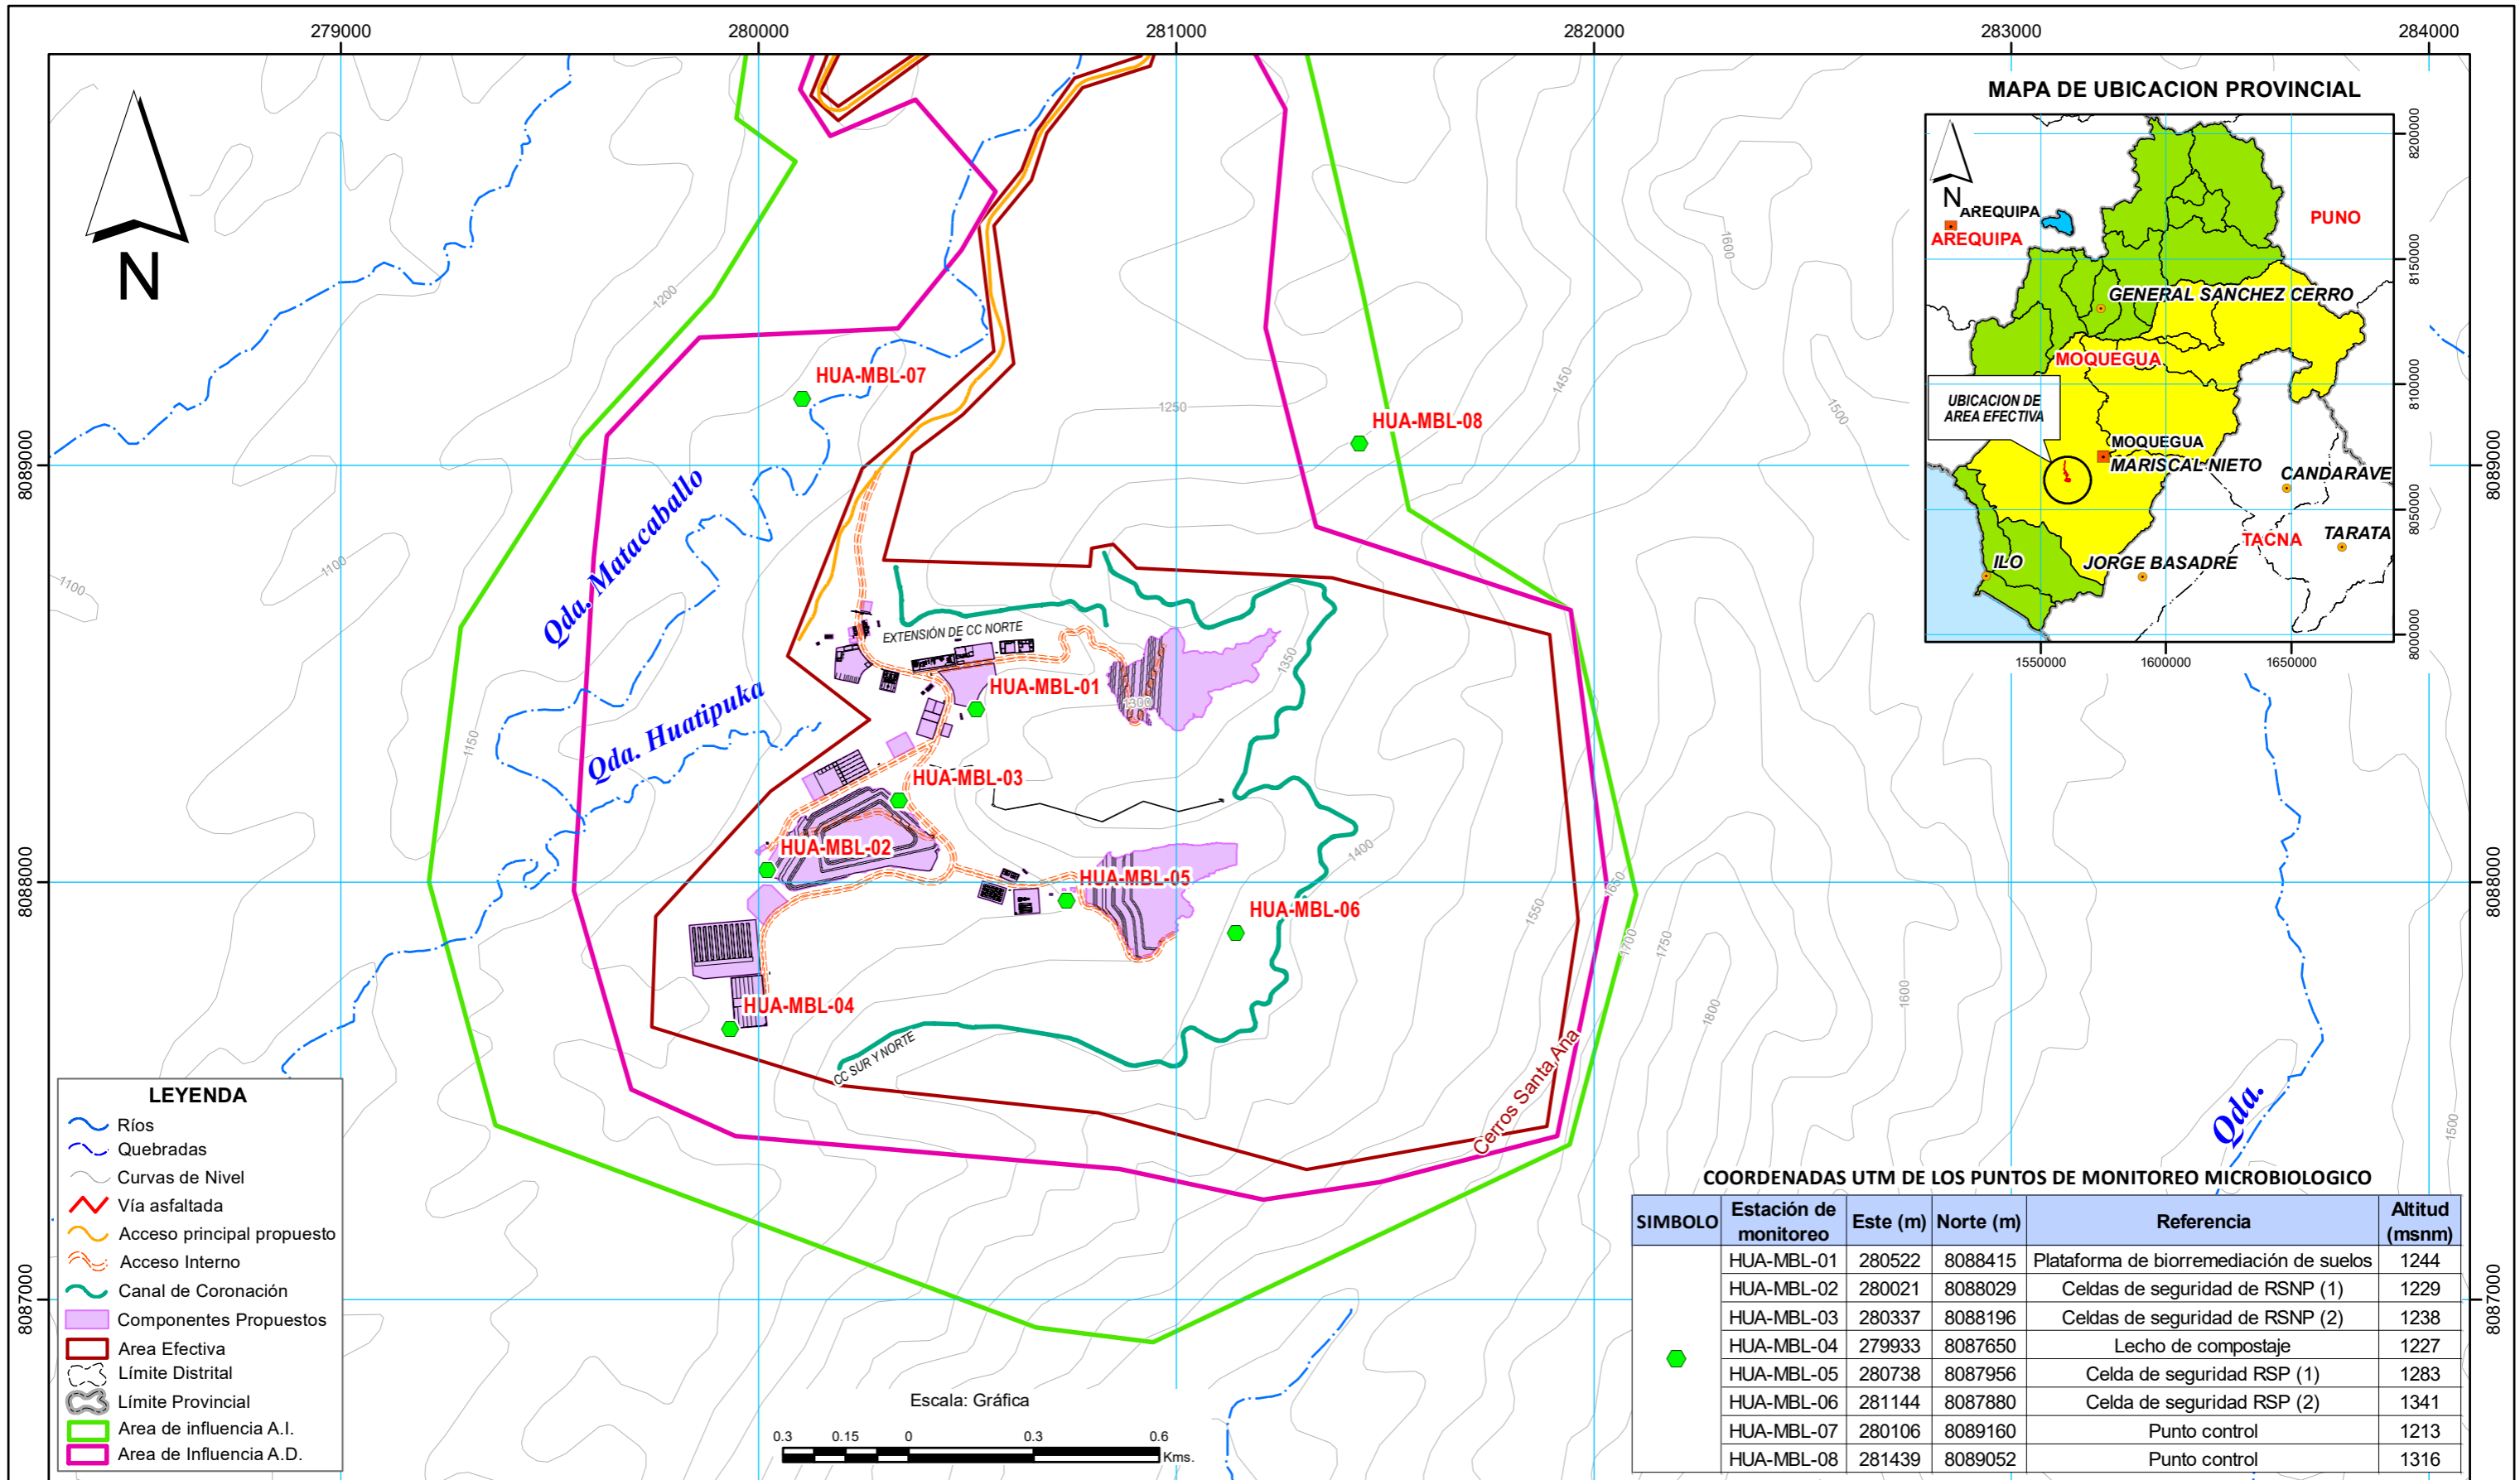 279000
280000
281000
282000
283000
284000
N
MAPA DE UBICACION PROVINCIAL
N
AREQUIPA
AREQUIPA
PUNO
GENERAL SANCHEZ CERRO
MOQUEGUA
UBICACION DE
AREA EFECTIVA
MOQUEGUA
MARISCAL NIETO
CANDARAVE
TACNA
TARATA
ILO
JORGE BASADRE
8200000
8150000
8100000
8050000
8000000
1550000
1600000
1650000
8089000
8089000
8088000
8088000
8087000
8087000
1200
1600
1450
1500
1250
1100
1100
1150
1350
1300
1400
1550
1650
1700
1750
1800
1600
1500
HUA-MBL-07
HUA-MBL-08
Qda. Matacaballo
EXTENSIÓN DE CC NORTE
HUA-MBL-01
Qda. Huatipuka
HUA-MBL-03
HUA-MBL-02
HUA-MBL-05
HUA-MBL-06
HUA-MBL-04
CC SUR Y NORTE
Cerros Santa Ana
Qda.
LEYENDA
Ríos
Quebradas
Curvas de Nivel
Vía asfaltada
Acceso principal propuesto
Acceso Interno
Canal de Coronación
Componentes Propuestos
Area Efectiva
Límite Distrital
Límite Provincial
Area de influencia A.I.
Area de Influencia A.D.
Escala: Gráfica
0.3 0.15 0 0.3 0.6
Kms.
COORDENADAS UTM DE LOS PUNTOS DE MONITOREO MICROBIOLOGICO
SIMBOLO Estación de monitoreo Este (m) Norte (m) Referencia Altitud (msnm)
HUA-MBL-01 280522 8088415 Plataforma de biorremediación de suelos 1244
HUA-MBL-02 280021 8088029 Celdas de seguridad de RSNP (1) 1229
HUA-MBL-03 280337 8088196 Celdas de seguridad de RSNP (2) 1238
HUA-MBL-04 279933 8087650 Lecho de compostaje 1227
HUA-MBL-05 280738 8087956 Celda de seguridad RSP (1) 1283
HUA-MBL-06 281144 8087880 Celda de seguridad RSP (2) 1341
HUA-MBL-07 280106 8089160 Punto control 1213
HUA-MBL-08 281439 8089052 Punto control 1316